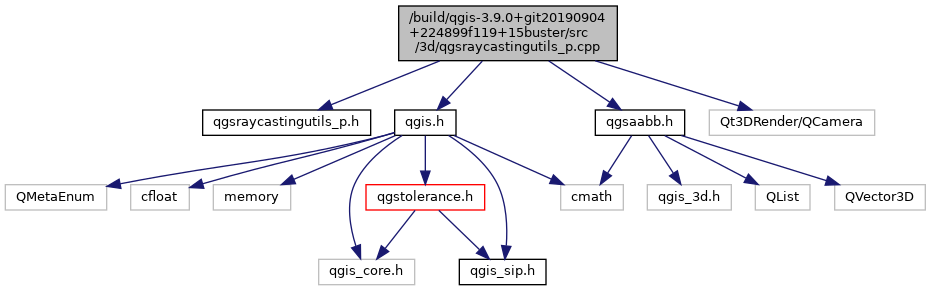 /build/qgis-3.9.0+git20190904
+224899f119+15buster/src
/3d/qgsraycastingutils_p.cpp
qgsraycastingutils_p.h
qgis.h
qgsaabb.h
Qt3DRender/QCamera
QMetaEnum
cfloat
memory
qgstolerance.h
cmath
qgis_3d.h
QList
QVector3D
qgis_core.h
qgis_sip.h